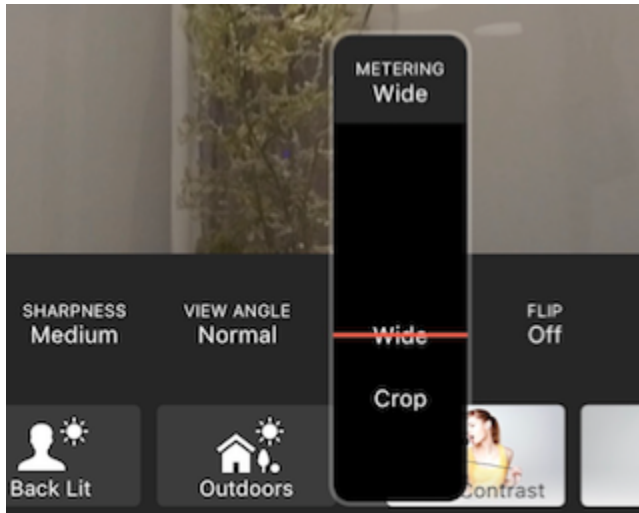 METERING
Wide
SHARPNESS
Medium
VIEW ANGLE
Normal
Wide
FLIP
Off
Crop
Back Lit
Outdoors
Contrast